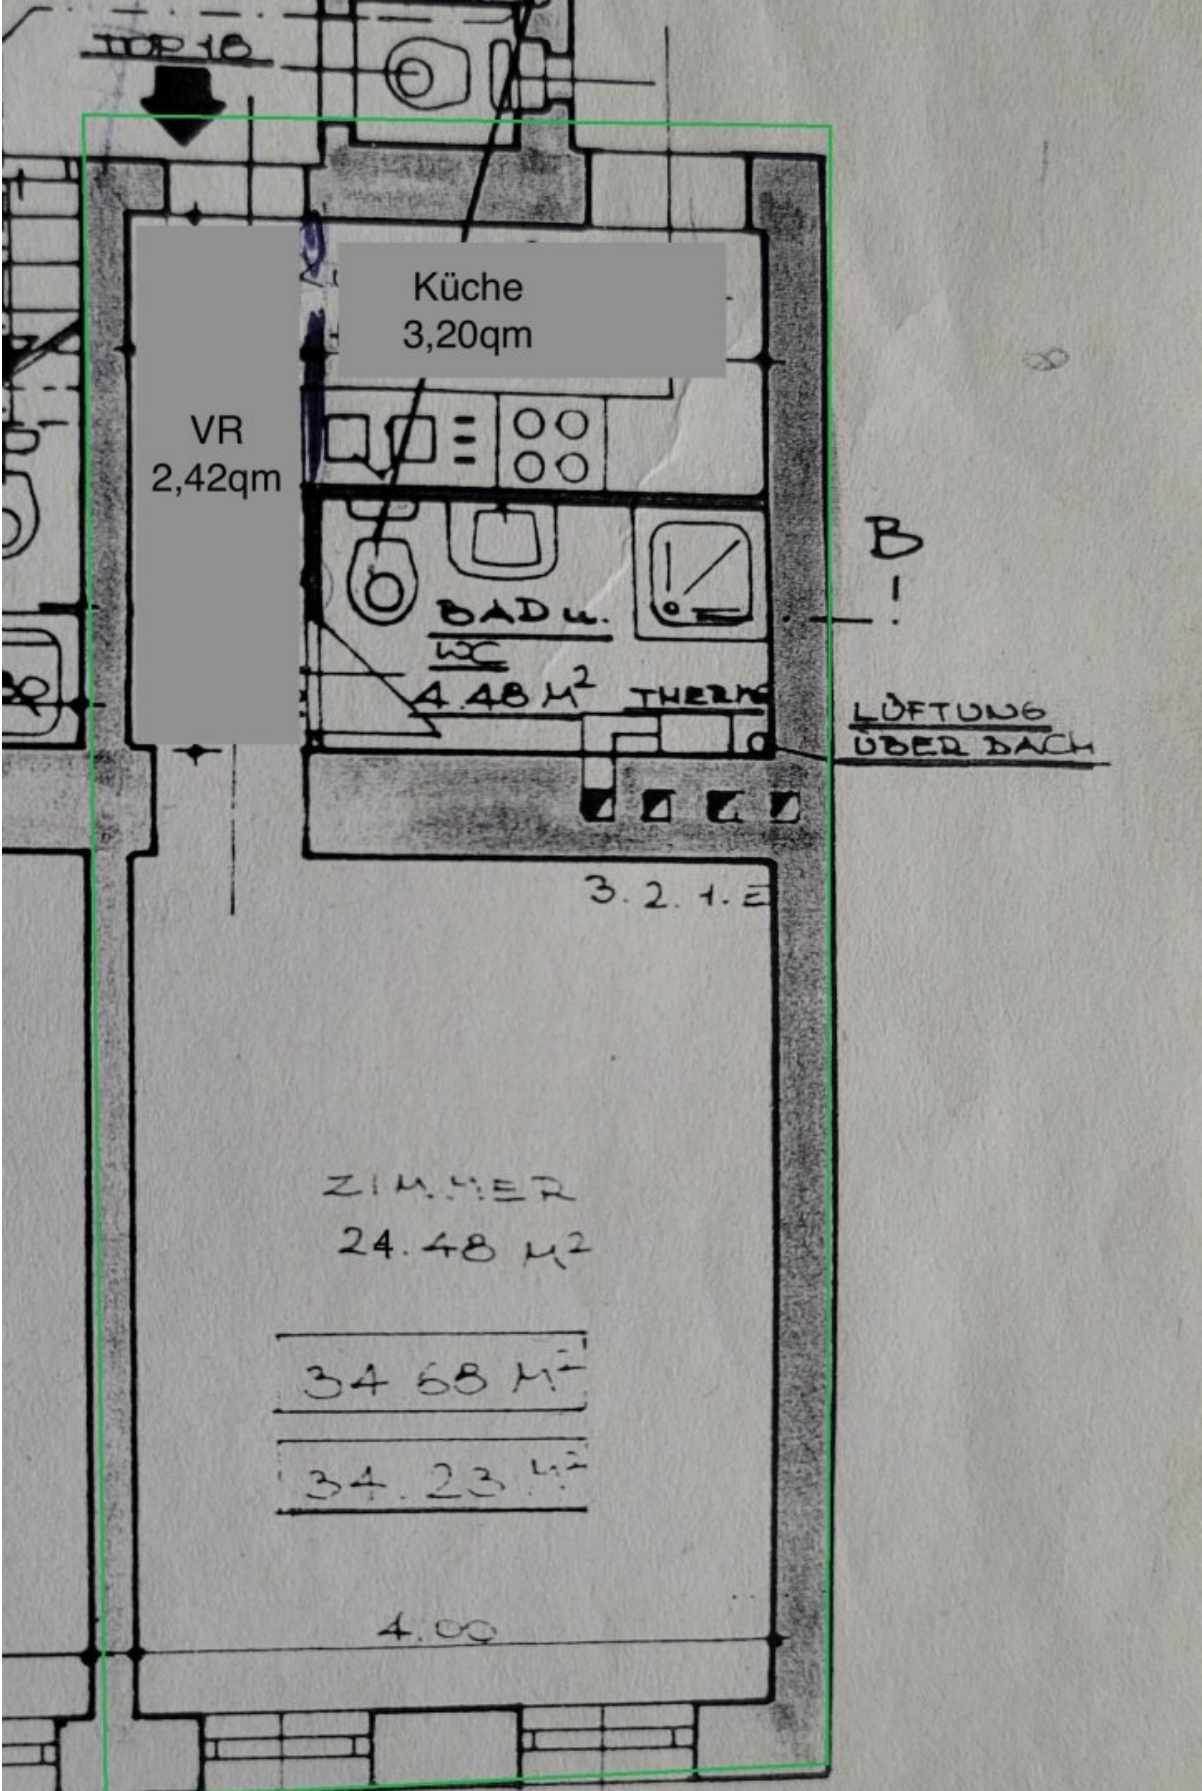 TOP 18
Küche
3,20qm
VR
2,42qm
B
BAD u.
WC
4.48 M²
THERME
LÜFTUNG
ÜBER DACH
3. 2. 1. E
ZIMMER
24.48 M²
34 68 M²
34.23 M²
4.00